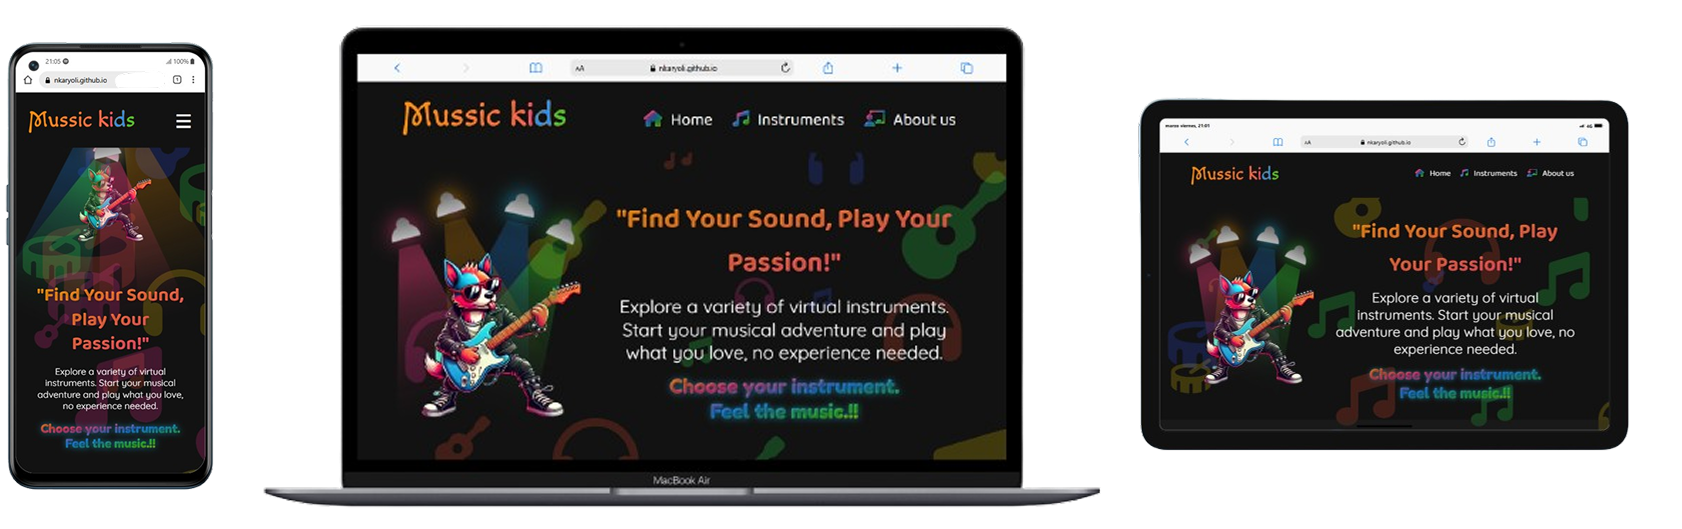 21:05
100%
nkaryoli.github.io
1
Mussic kids
"Find Your Sound,
Play Your
Passion!"
Explore a variety of virtual
instruments. Start your musical
adventure and play what you love,
no experience needed.
Choose your instrument.
Feel the music.!!
AA
nkaryoli.github.io
Mussic kids
Home
Instruments
About us
"Find Your Sound, Play Your
Passion!"
Explore a variety of virtual instruments.
Start your musical adventure and play
what you love, no experience needed.
Choose your instrument.
Feel the music.!!
MacBook Air
AA
nkaryoli.github.io
Mussic kids
Home
Instruments
About us
"Find Your Sound, Play
Your Passion!"
Explore a variety of virtual
instruments. Start your musical
adventure and play what you love, no
experience needed.
Choose your instrument.
Feel the music.!!